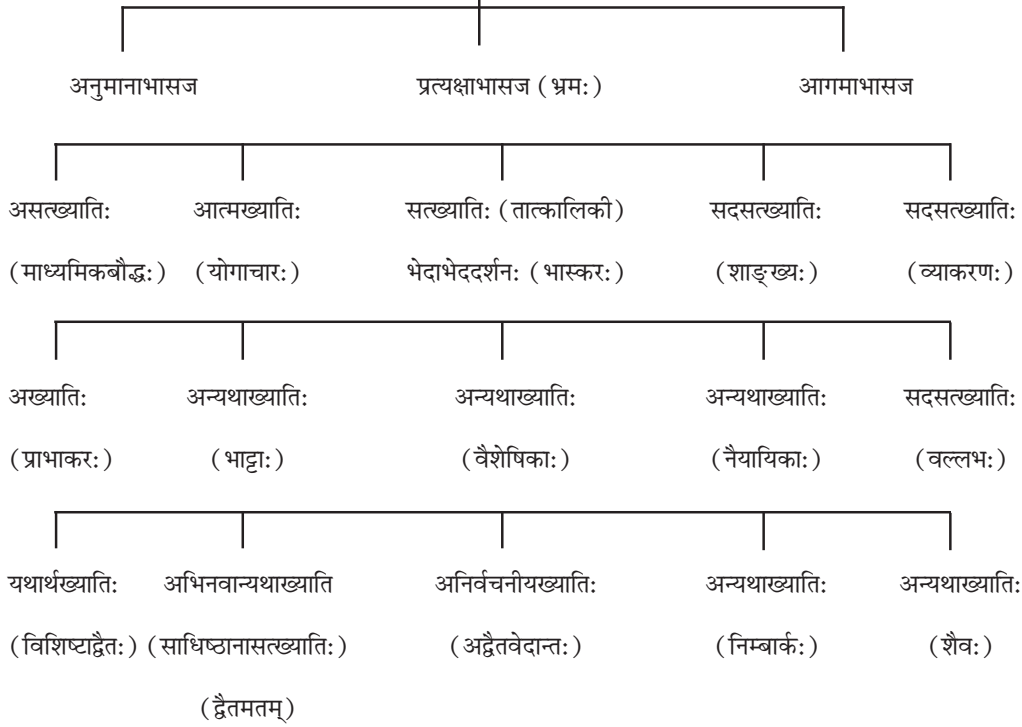 अनुमानाभासज प्रत्यक्षाभासज (भ्रम:) आगमाभासज
असत्ख्याति: आत्मख्याति: सत्ख्याति: (तात्कालिकी) सदसत्ख्याति: सदसत्ख्याति:
(माध्यमिकबौद्ध:) (योगाचार:) भेदाभेददर्शन: (भास्कर:) (शाङ्ख्य:) (व्याकरण:)
अख्याति: अन्यथाख्याति: अन्यथाख्याति: अन्यथाख्याति: सदसत्ख्याति:
(प्राभाकर:) (भाट्टा:) (वैशेषिका:) (नैयायिका:) (वल्लभ:)
यथार्थख्याति: अभिनवान्यथाख्याति अनिर्वचनीयख्याति: अन्यथाख्याति: अन्यथाख्याति:
(विशिष्टाद्वैत:) (साधिष्ठानासत्ख्याति:) (अद्वैतवेदान्त:) (निम्बार्क:) (शैव:)
(द्वैतमतम्)